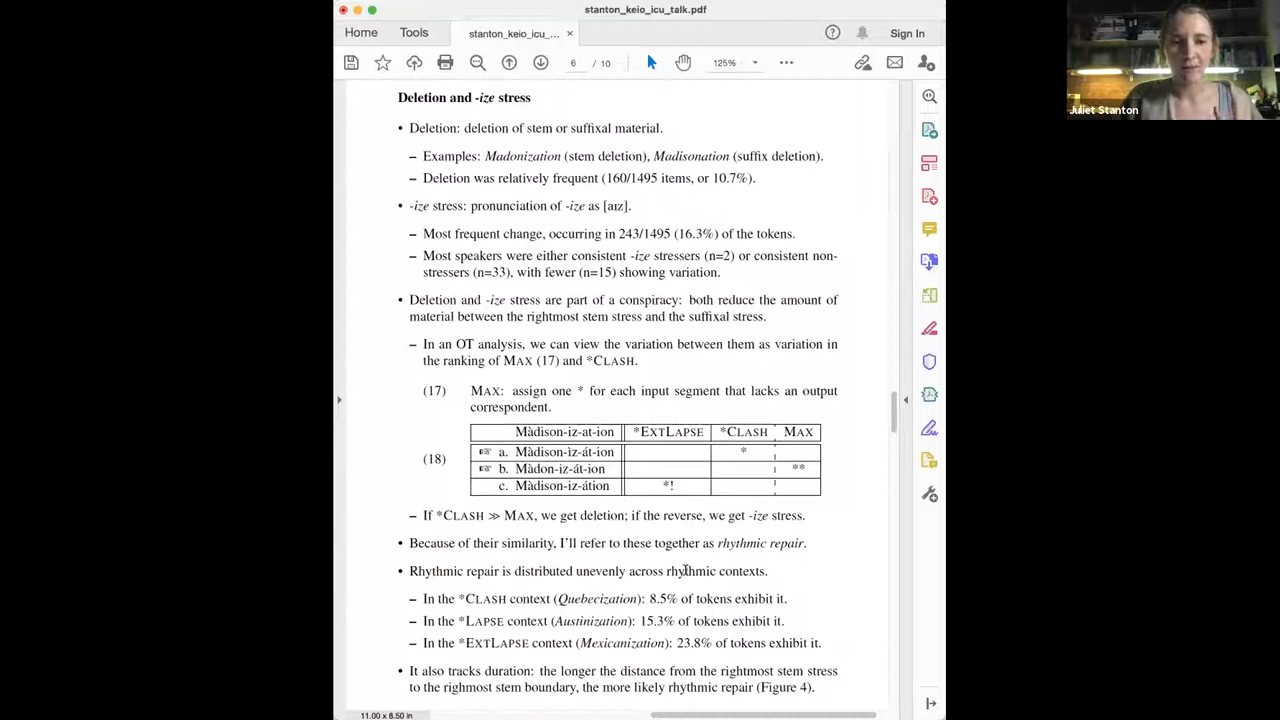 stanton_keio_icu_talk.pdf
Home
Tools
stanton_keio_icu_...
Sign In
6 / 10
125%
Juliet Stanton
Deletion and -ize stress
• Deletion: deletion of stem or suffixal material.
– Examples: Madonization (stem deletion), Madisonation (suffix deletion).
– Deletion was relatively frequent (160/1495 items, or 10.7%).
• -ize stress: pronunciation of -ize as [aɪz].
– Most frequent change, occurring in 243/1495 (16.3%) of the tokens.
– Most speakers were either consistent -ize stressers (n=2) or consistent non-
stressers (n=33), with fewer (n=15) showing variation.
• Deletion and -ize stress are part of a conspiracy: both reduce the amount of
material between the rightmost stem stress and the suffixal stress.
– In an OT analysis, we can view the variation between them as variation in
the ranking of MAX (17) and *CLASH.
(17) MAX: assign one * for each input segment that lacks an output
correspondent.
(18)
Màdison-iz-at-ion *EXTLAPSE *CLASH MAX
☞ a. Màdison-ìz-át-ion *
☞ b. Màdon-iz-át-ion **
c. Màdison-iz-átion *!
– If *CLASH ≫ MAX, we get deletion; if the reverse, we get -ize stress.
• Because of their similarity, I'll refer to these together as rhythmic repair.
• Rhythmic repair is distributed unevenly across rhythmic contexts.
– In the *CLASH context (Quebecization): 8.5% of tokens exhibit it.
– In the *LAPSE context (Austinization): 15.3% of tokens exhibit it.
– In the *EXTLAPSE context (Mexicanization): 23.8% of tokens exhibit it.
• It also tracks duration: the longer the distance from the rightmost stem stress
to the righmost stem boundary, the more likely rhythmic repair (Figure 4).
11.00 x 8.50 in